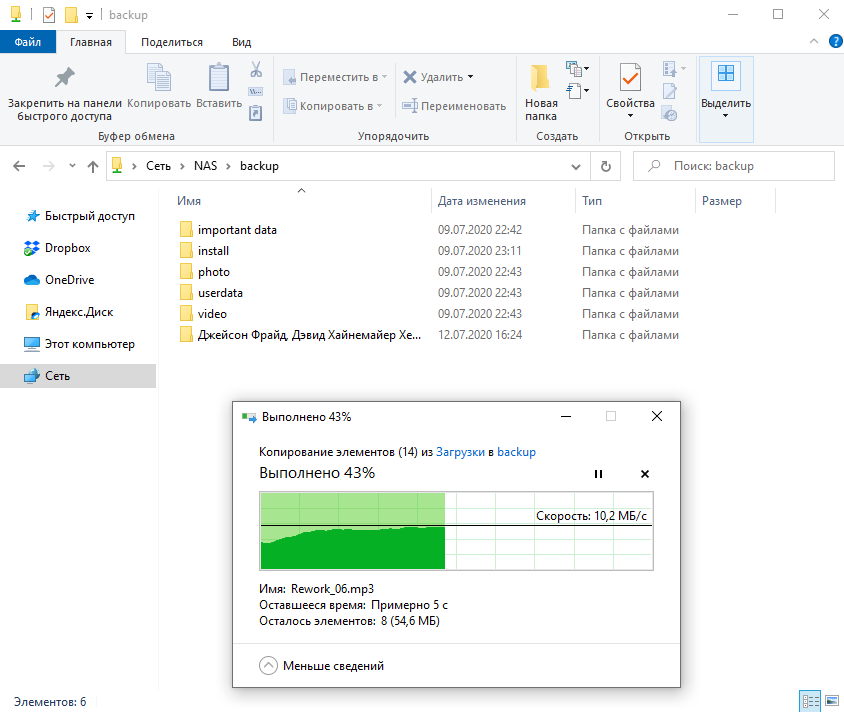 backup
Файл Главная Поделиться Вид
Закрепить на панели быстрого доступа
Копировать
Вставить
Переместить в
Копировать в
Удалить
Переименовать
Новая папка
Свойства
Выделить
Буфер обмена Упорядочить Создать Открыть
Сеть NAS backup
Поиск: backup
Имя Дата изменения Тип Размер
Быстрый доступ
Dropbox
OneDrive
Яндекс.Диск
Этот компьютер
Сеть
important data 09.07.2020 22:42 Папка с файлами
install 09.07.2020 23:11 Папка с файлами
photo 09.07.2020 22:43 Папка с файлами
userdata 09.07.2020 22:43 Папка с файлами
video 09.07.2020 22:43 Папка с файлами
Джейсон Фрайд, Дэвид Хайнемайер Хе... 12.07.2020 16:24 Папка с файлами
Выполнено 43%
Копирование элементов (14) из Загрузки в backup
Выполнено 43%
Скорость: 10,2 МБ/с
Имя: Rework_06.mp3
Оставшееся время: Примерно 5 с
Осталось элементов: 8 (54,6 МБ)
Меньше сведений
Элементов: 6